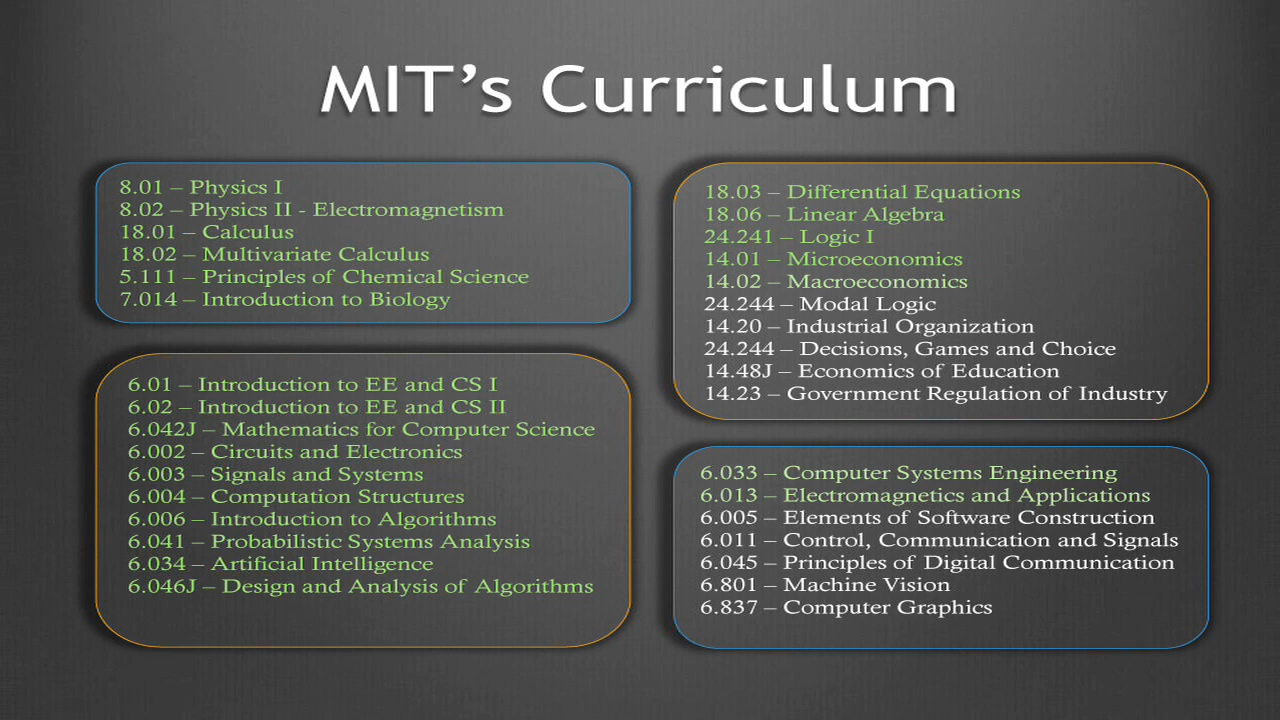 MIT’s Curriculum
8.01 – Physics I
8.02 – Physics II - Electromagnetism
18.01 – Calculus
18.02 – Multivariate Calculus
5.111 – Principles of Chemical Science
7.014 – Introduction to Biology
6.01 – Introduction to EE and CS I
6.02 – Introduction to EE and CS II
6.042J – Mathematics for Computer Science
6.002 – Circuits and Electronics
6.003 – Signals and Systems
6.004 – Computation Structures
6.006 – Introduction to Algorithms
6.041 – Probabilistic Systems Analysis
6.034 – Artificial Intelligence
6.046J – Design and Analysis of Algorithms
18.03 – Differential Equations
18.06 – Linear Algebra
24.241 – Logic I
14.01 – Microeconomics
14.02 – Macroeconomics
24.244 – Modal Logic
14.20 – Industrial Organization
24.244 – Decisions, Games and Choice
14.48J – Economics of Education
14.23 – Government Regulation of Industry
6.033 – Computer Systems Engineering
6.013 – Electromagnetics and Applications
6.005 – Elements of Software Construction
6.011 – Control, Communication and Signals
6.045 – Principles of Digital Communication
6.801 – Machine Vision
6.837 – Computer Graphics